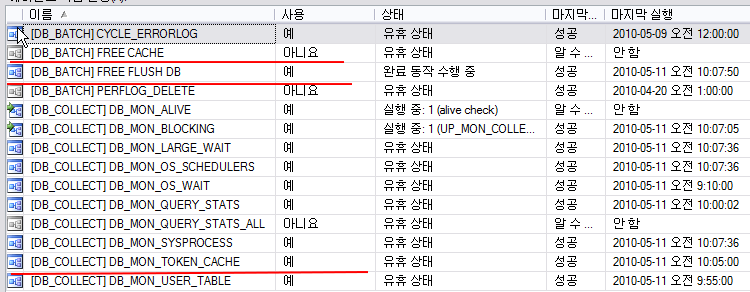 이름 사용 상태 마지막... 마지막 실행
[DB_BATCH] CYCLE_ERRORLOG 예 유휴 상태 성공 2010-05-09 오전 12:00:00
[DB_BATCH] FREE CACHE 아니요 유휴 상태 알 수 ... 안 함
[DB_BATCH] FREE FLUSH DB 예 완료 동작 수행 중 성공 2010-05-11 오전 10:07:50
[DB_BATCH] PERFLOG_DELETE 아니요 유휴 상태 성공 2010-04-20 오전 1:00:00
[DB_COLLECT] DB_MON_ALIVE 예 실행 중: 1 (alive check) 알 수 ... 안 함
[DB_COLLECT] DB_MON_BLOCKING 예 실행 중: 1 (UP_MON_COLLE... 성공 2010-05-11 오전 10:07:05
[DB_COLLECT] DB_MON_LARGE_WAIT 예 유휴 상태 성공 2010-05-11 오전 10:07:36
[DB_COLLECT] DB_MON_OS_SCHEDULERS 예 유휴 상태 성공 2010-05-11 오전 10:07:36
[DB_COLLECT] DB_MON_OS_WAIT 예 유휴 상태 성공 2010-05-11 오전 9:10:00
[DB_COLLECT] DB_MON_QUERY_STATS 예 유휴 상태 성공 2010-05-11 오전 10:00:02
[DB_COLLECT] DB_MON_QUERY_STATS_ALL 아니요 유휴 상태 알 수 ... 안 함
[DB_COLLECT] DB_MON_SYSPROCESS 예 유휴 상태 성공 2010-05-11 오전 10:07:36
[DB_COLLECT] DB_MON_TOKEN_CACHE 예 유휴 상태 성공 2010-05-11 오전 10:05:00
[DB_COLLECT] DB_MON_USER_TABLE 예 유휴 상태 성공 2010-05-11 오전 9:55:00